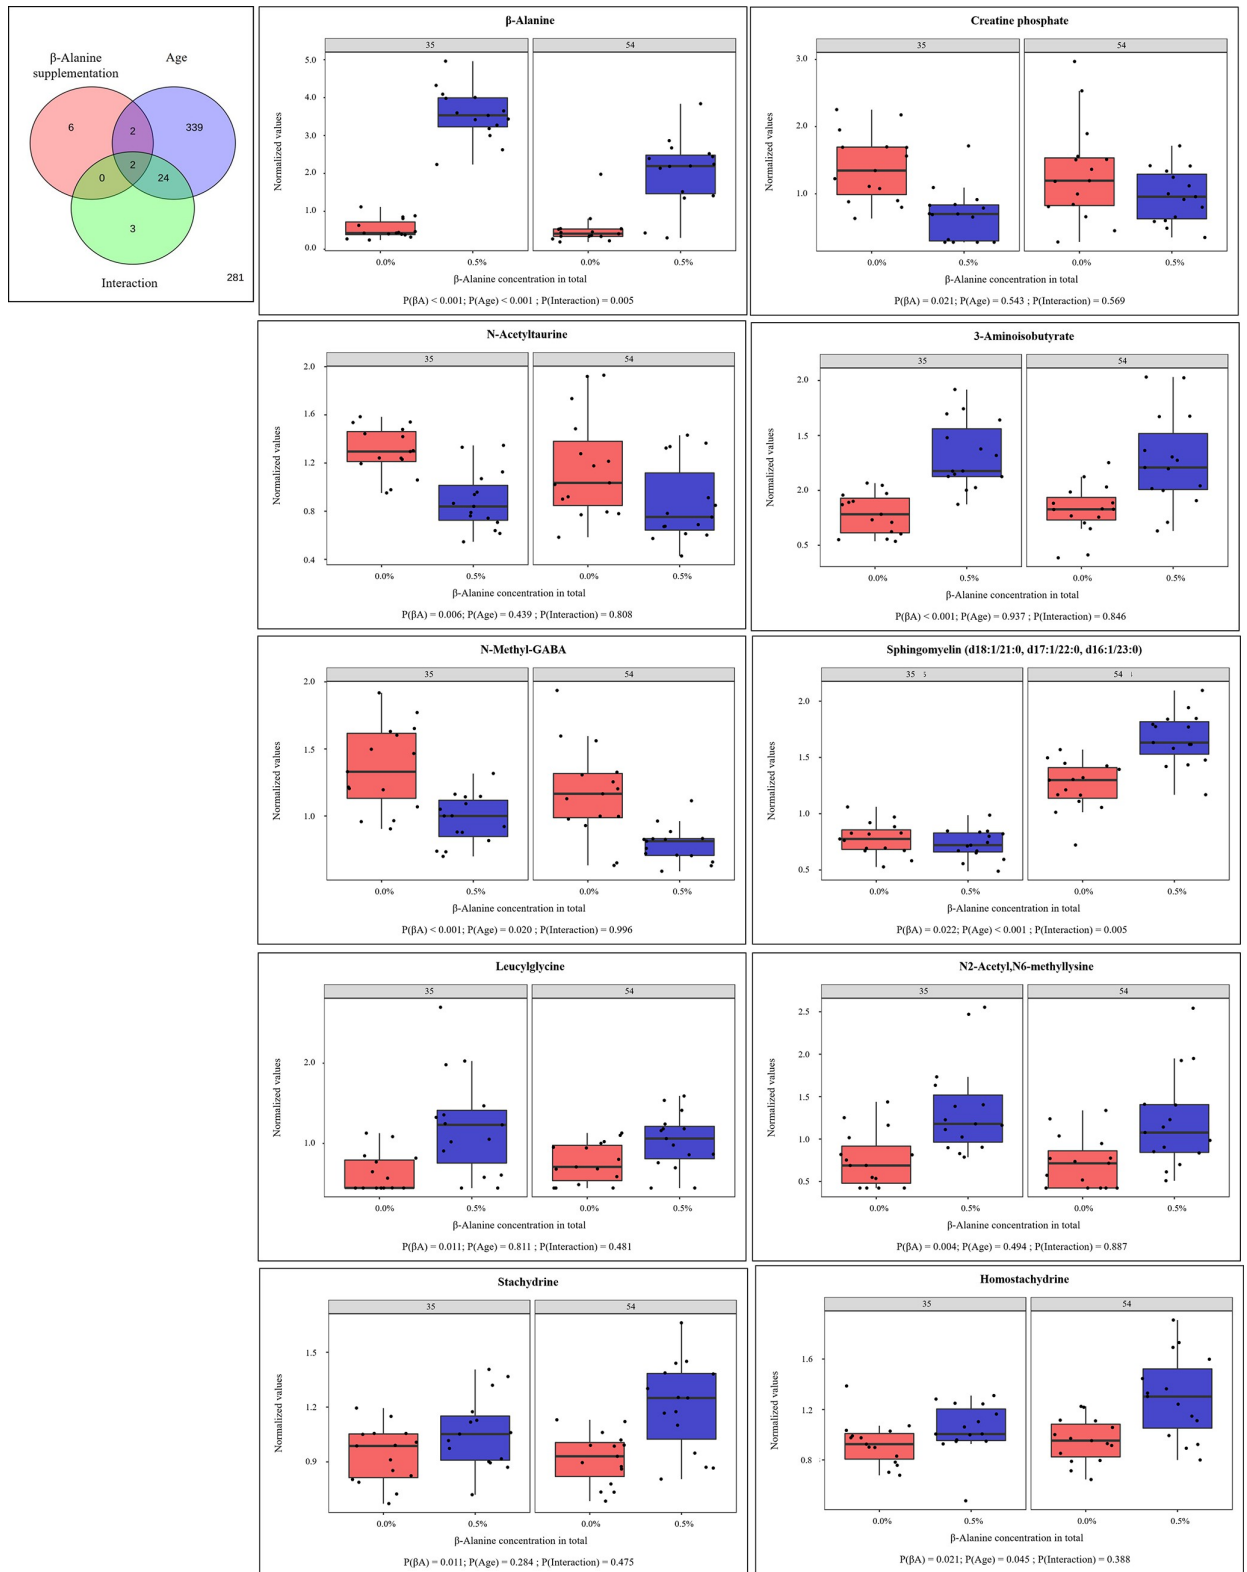 β-Alanine
supplementation
Age
6
2
339
2
0
24
3
Interaction
281
β-Alanine
35
54
Normalized values
5.0
4.0
3.0
2.0
1.0
0.0
0.0%
0.5%
0.0%
0.5%
β-Alanine concentration in total
P(βA) < 0.001; P(Age) < 0.001 ; P(Interaction) = 0.005
Creatine phosphate
35
54
Normalized values
3.0
2.0
1.0
0.0%
0.5%
0.0%
0.5%
β-Alanine concentration in total
P(βA) = 0.021; P(Age) = 0.543 ; P(Interaction) = 0.569
N-Acetyltaurine
35
54
Normalized values
2.0
1.6
1.2
0.8
0.4
0.0%
0.5%
0.0%
0.5%
β-Alanine concentration in total
P(βA) = 0.006; P(Age) = 0.439 ; P(Interaction) = 0.808
3-Aminoisobutyrate
35
54
Normalized values
2.0
1.5
2.0
0.5
0.0%
0.5%
0.0%
0.5%
β-Alanine concentration in total
P(βA) < 0.001; P(Age) = 0.937 ; P(Interaction) = 0.846
N-Methyl-GABA
35
54
Normalized values
2.0
1.5
1.0
0.0%
0.5%
0.0%
0.5%
β-Alanine concentration in total
P(βA) < 0.001; P(Age) = 0.020 ; P(Interaction) = 0.996
Sphingomyelin (d18:1/21:0, d17:1/22:0, d16:1/23:0)
35
54
Normalized values
2.0
1.5
1.0
0.5
0.0%
0.5%
0.0%
0.5%
β-Alanine concentration in total
P(βA) = 0.022; P(Age) < 0.001 ; P(Interaction) = 0.005
Leucylglycine
35
54
Normalized values
2.0
1.0
0.0%
0.5%
0.0%
0.5%
β-Alanine concentration in total
P(βA) = 0.011; P(Age) = 0.811 ; P(Interaction) = 0.481
N2-Acetyl,N6-methyllysine
35
54
Normalized values
2.5
2.0
1.5
1.0
0.5
0.0%
0.5%
0.0%
0.5%
β-Alanine concentration in total
P(βA) = 0.004; P(Age) = 0.494 ; P(Interaction) = 0.887
Stachydrine
35
54
Normalized values
1.5
1.2
0.9
0.0%
0.5%
0.0%
0.5%
β-Alanine concentration in total
P(βA) = 0.011; P(Age) = 0.284 ; P(Interaction) = 0.475
Homostachydrine
35
54
Normalized values
1.6
1.2
0.8
0.0%
0.5%
0.0%
0.5%
β-Alanine concentration in total
P(βA) = 0.021; P(Age) = 0.045 ; P(Interaction) = 0.388